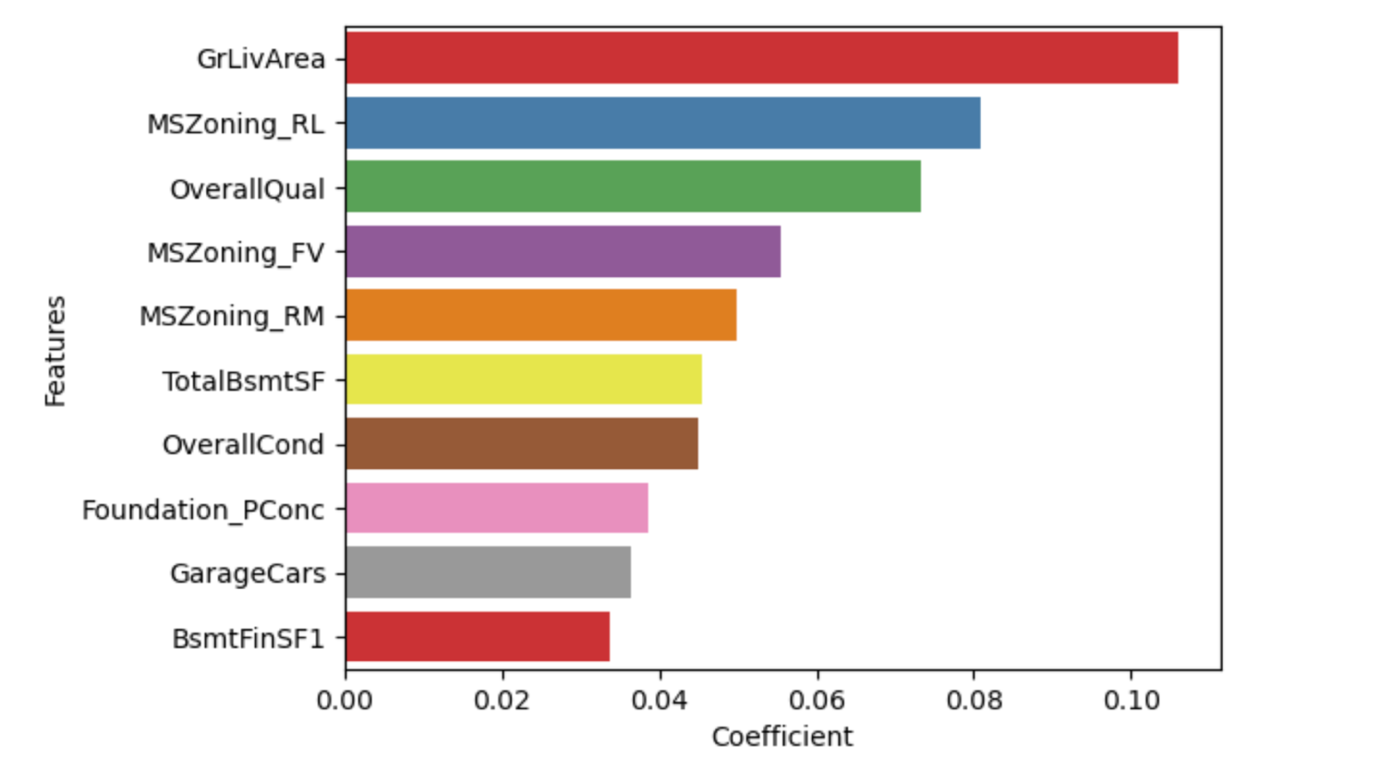 GrLivArea
MSZoning_RL
OverallQual
MSZoning_FV
MSZoning_RM
TotalBsmtSF
OverallCond
Foundation_PConc
GarageCars
BsmtFinSF1
Features
0.00 0.02 0.04 0.06 0.08 0.10
Coefficient